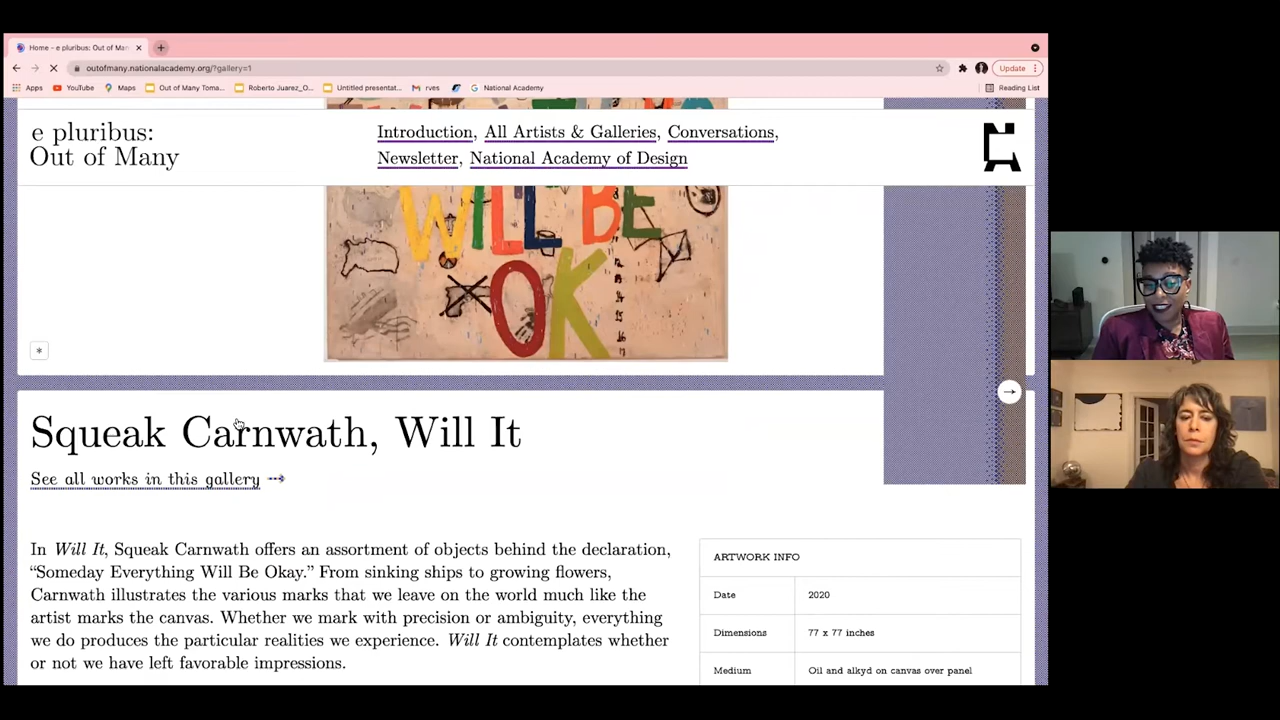 Home - e pluribus: Out of Man
outofmany.nationalacademy.org/?gallery=1
Update
Apps YouTube Maps Out of Many Toma... Roberto Juarez_O... Untitled presentat... rves National Academy Reading List
e pluribus:
Out of Many
Introduction, All Artists & Galleries, Conversations,
Newsletter, National Academy of Design
WILL BE
OK
Squeak Carnwath, Will It
See all works in this gallery
In Will It, Squeak Carnwath offers an assortment of objects behind the declaration,
“Someday Everything Will Be Okay.” From sinking ships to growing flowers,
Carnwath illustrates the various marks that we leave on the world much like the
artist marks the canvas. Whether we mark with precision or ambiguity, everything
we do produces the particular realities we experience. Will It contemplates whether
or not we have left favorable impressions.
ARTWORK INFO
Date 2020
Dimensions 77 x 77 inches
Medium Oil and alkyd on canvas over panel